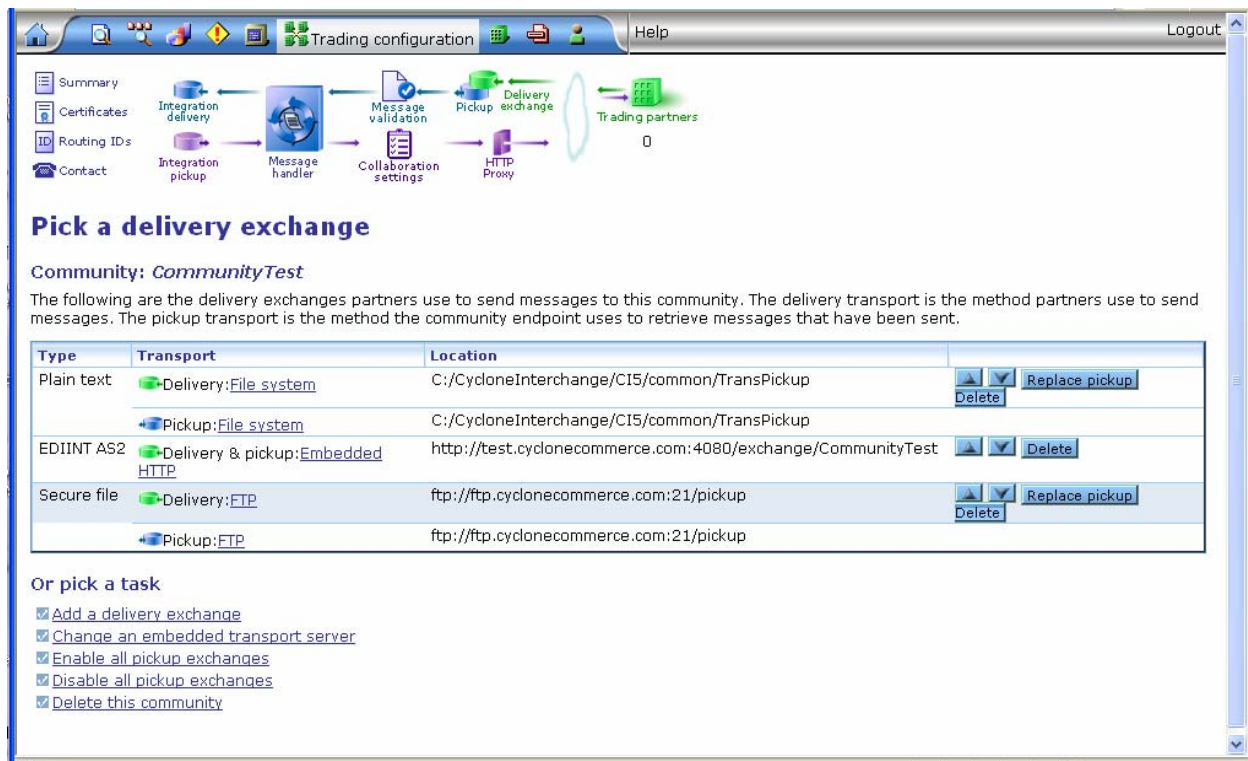 Trading configuration
Help
Logout
Summary
Certificates
ID Routing IDs
Contact
Integration
delivery
Integration
pickup
Message
handler
Message
validation
Collaboration
settings
Pickup
Delivery
exchange
HTTP
Proxy
Trading partners
0
Pick a delivery exchange
Community: CommunityTest
The following are the delivery exchanges partners use to send messages to this community. The delivery transport is the method partners use to send
messages. The pickup transport is the method the community endpoint uses to retrieve messages that have been sent.
Type Transport Location
Plain text Delivery:File system C:/CycloneInterchange/CI5/common/TransPickup Replace pickup
Delete
Pickup:File system C:/CycloneInterchange/CI5/common/TransPickup
EDIINT AS2 Delivery & pickup:Embedded http://test.cyclonecommerce.com:4080/exchange/CommunityTest Delete
HTTP
Secure file Delivery:FTP ftp://ftp.cyclonecommerce.com:21/pickup Replace pickup
Delete
Pickup:FTP ftp://ftp.cyclonecommerce.com:21/pickup
Or pick a task
Add a delivery exchange
Change an embedded transport server
Enable all pickup exchanges
Disable all pickup exchanges
Delete this community